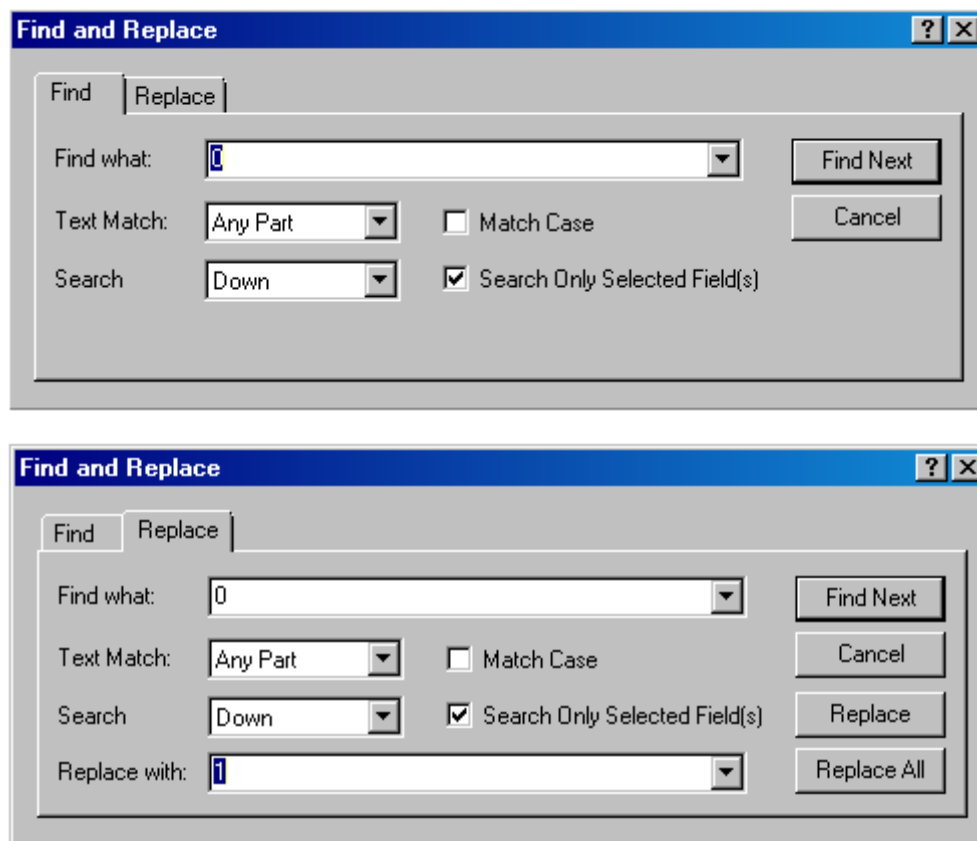 Find and Replace
Find Replace
Find what: 0 Find Next
Text Match: Any Part Match Case Cancel
Search Down Search Only Selected Field(s)
Find and Replace
Find Replace
Find what: 0 Find Next
Text Match: Any Part Match Case Cancel
Search Down Search Only Selected Field(s) Replace
Replace with: 1 Replace All